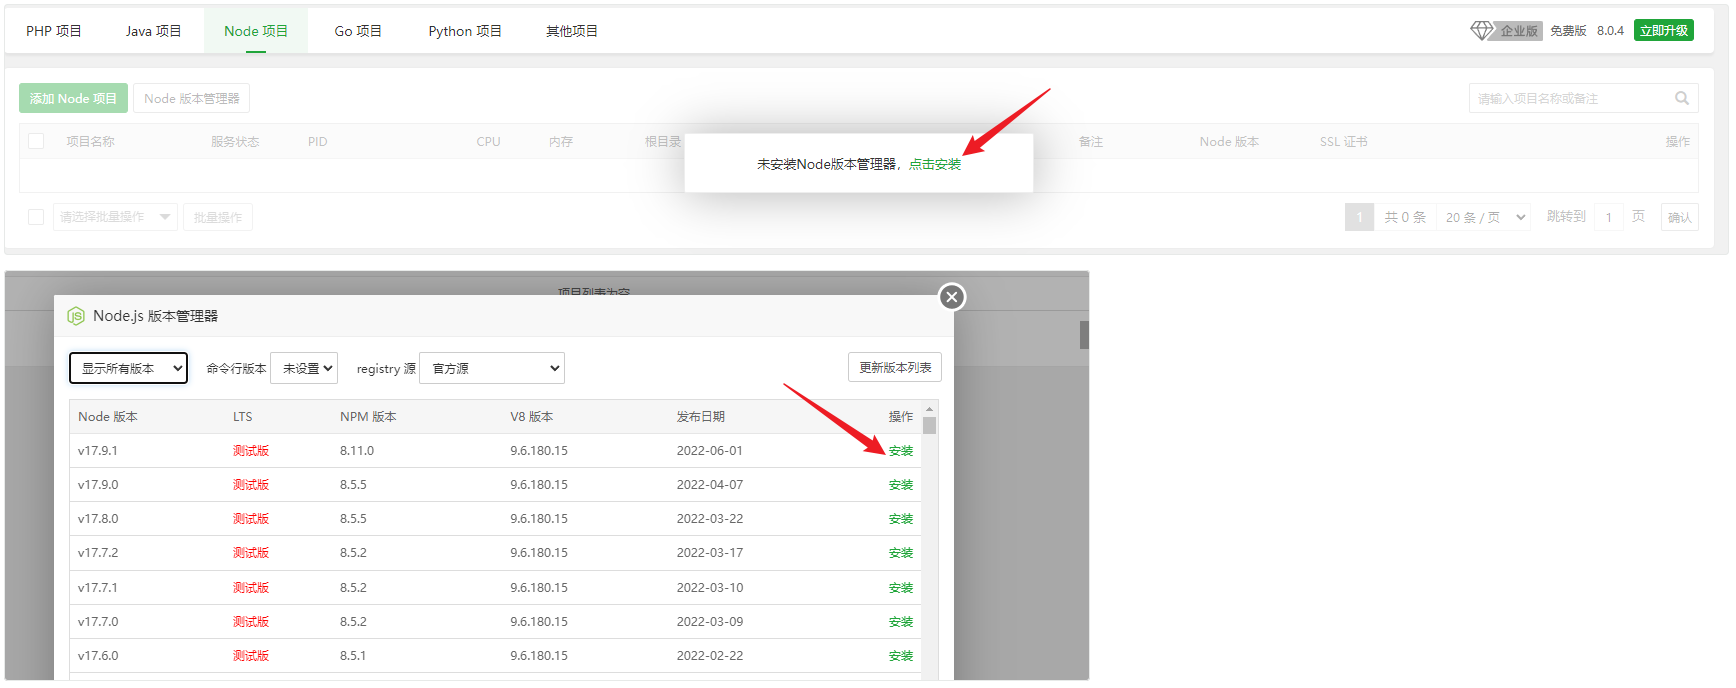 PHP 项目 Java 项目 Node 项目 Go 项目 Python 项目 其他项目 企业版 免费版 8.0.4 立即升级
添加 Node 项目 Node 版本管理器 请输入项目名称或备注
项目名称 服务状态 PID CPU 内存 根目录 备注 Node 版本 SSL 证书 操作
未安装Node版本管理器，点击安装
请选择批量操作 批量操作 1 共 0 条 20 条 / 页 跳转到 1 页 确认
项目列表为空
Node.js 版本管理器
显示所有版本 命令行版本 未设置 registry 源 官方源 更新版本列表
Node 版本 LTS NPM 版本 V8 版本 发布日期 操作
v17.9.1 测试版 8.11.0 9.6.180.15 2022-06-01 安装
v17.9.0 测试版 8.5.5 9.6.180.15 2022-04-07 安装
v17.8.0 测试版 8.5.5 9.6.180.15 2022-03-22 安装
v17.7.2 测试版 8.5.2 9.6.180.15 2022-03-17 安装
v17.7.1 测试版 8.5.2 9.6.180.15 2022-03-10 安装
v17.7.0 测试版 8.5.2 9.6.180.15 2022-03-09 安装
v17.6.0 测试版 8.5.1 9.6.180.15 2022-02-22 安装